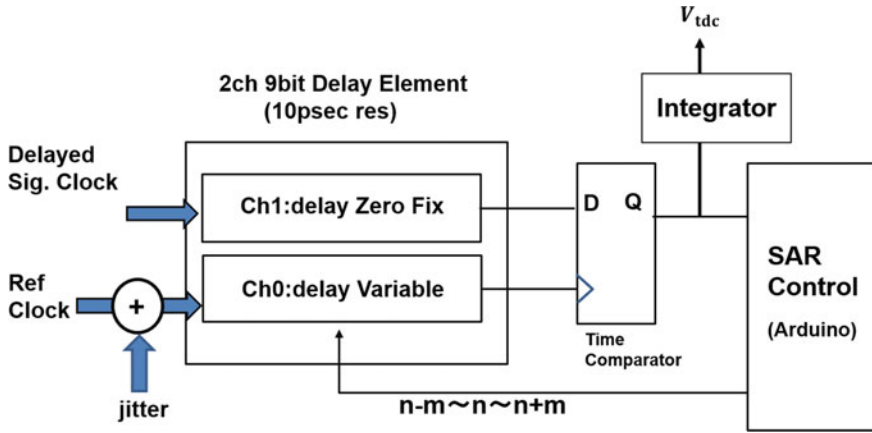 V_tdc
2ch 9bit Delay Element
(10psec res)
Integrator
Delayed
Sig. Clock
Ch1:delay Zero Fix
D Q
Ref
Clock
+
Ch0:delay Variable
SAR
Control
(Arduino)
Time
Comparator
jitter
n-m～n～n+m